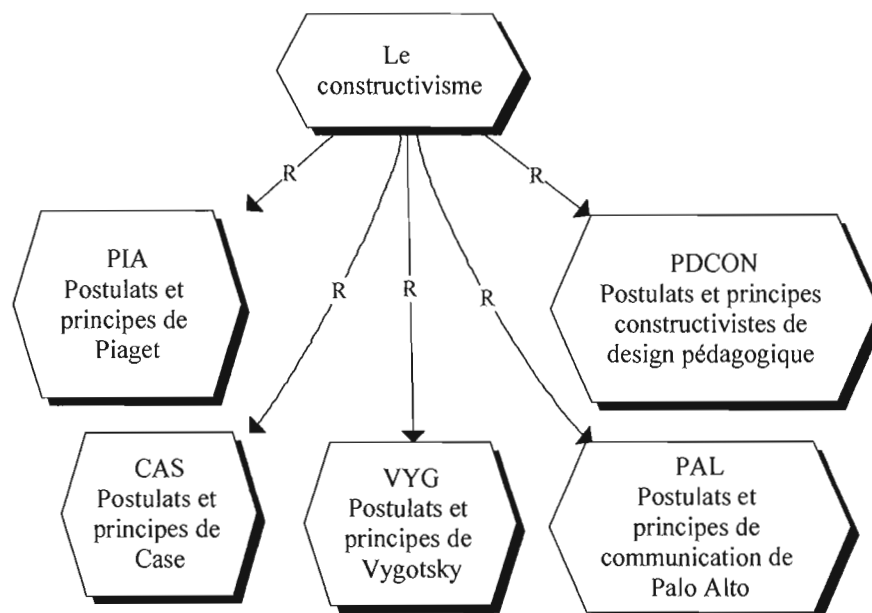 Le
constructivisme
R
R
R
R
R
PIA
Postulats et
principes de
Piaget
PDCON
Postulats et principes
constructivistes de
design pédagogique
CAS
Postulats et
principes de
Case
VYG
Postulats et
principes de
Vygotsky
PAL
Postulats et
principes de
communication de
Palo Alto